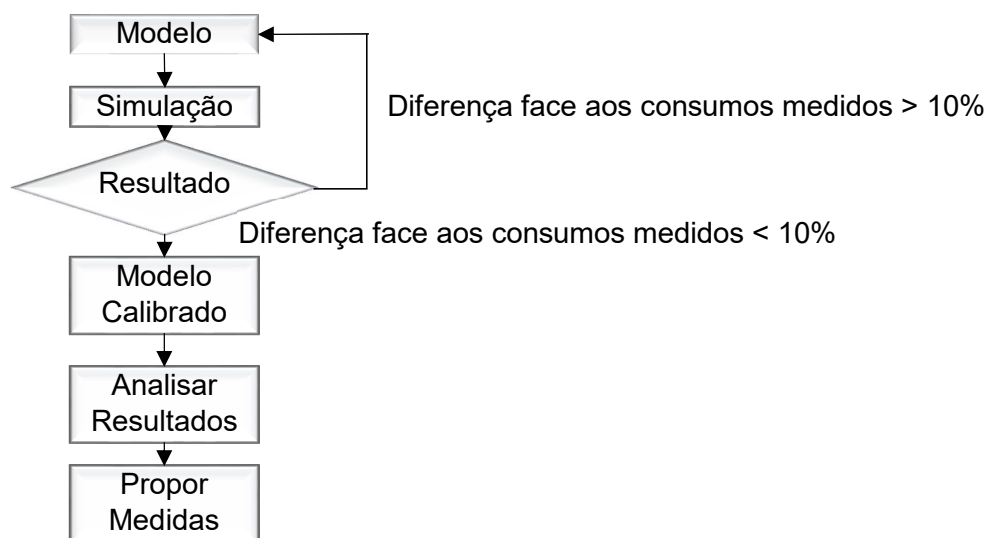 Modelo
Simulação
Diferença face aos consumos medidos > 10%
Resultado
Diferença face aos consumos medidos < 10%
Modelo
Calibrado
Analisar
Resultados
Propor
Medidas